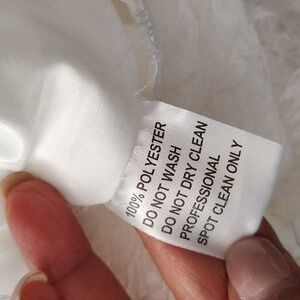 100% POLYESTER
DO NOT WASH
DO NOT DRY CLEAN
PROFESSIONAL
SPOT CLEAN ONLY